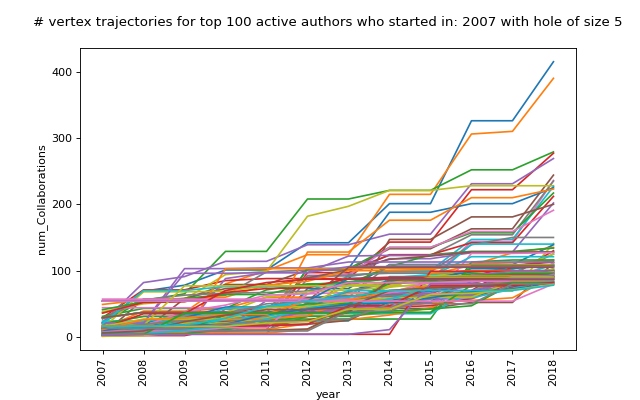 # vertex trajectories for top 100 active authors who started in: 2007 with hole of size 5
400
300
200
100
0
num_Collaborations
2007 2008 2009 2010 2011 2012 2013 2014 2015 2016 2017 2018
year